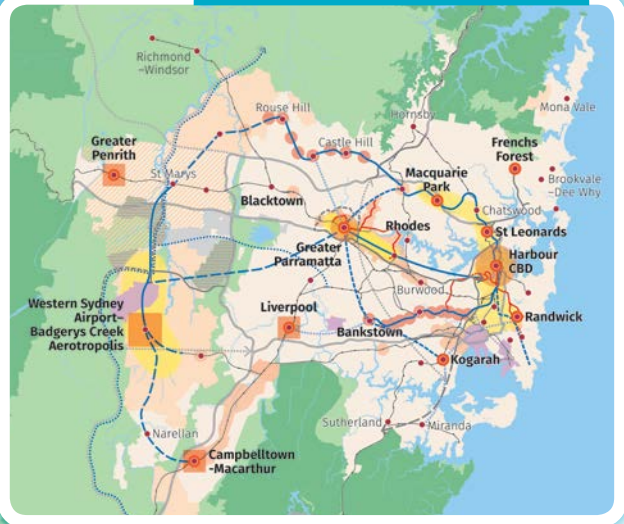 Richmond
–Windsor
Rouse Hill
Hornsby
Mona Vale
Castle Hill
Greater
Penrith
St Marys
Frenchs
Forest
Macquarie
Park
Brookvale
–Dee Why
Blacktown
Chatswood
Rhodes
St Leonards
Greater
Parramatta
Harbour
CBD
Burwood
Western Sydney
Airport–
Badgerys Creek
Aerotropolis
Liverpool
Bankstown
Randwick
Kogarah
Sutherland
Miranda
Narellan
Campbelltown
-Macarthur